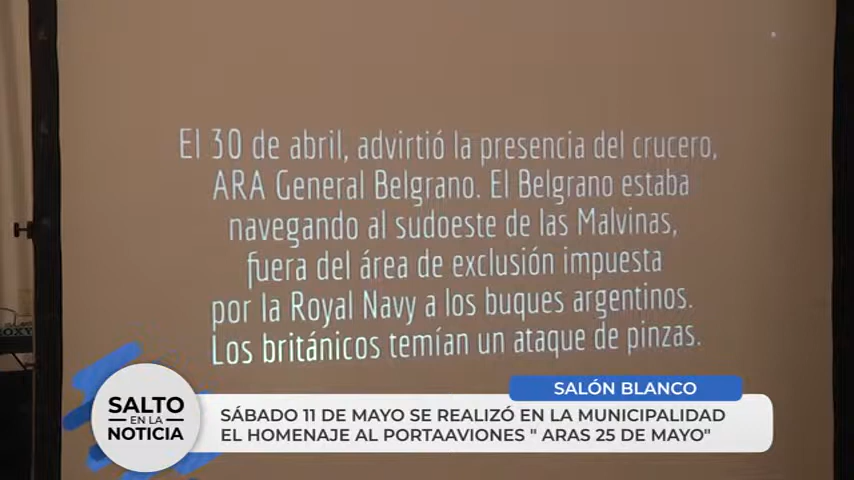 El 30 de abril, advirtió la presencia del crucero,
ARA General Belgrano. El Belgrano estaba
navegando al sudoeste de las Malvinas,
fuera del área de exclusión impuesta
por la Royal Navy a los buques argentinos.
Los británicos temían un ataque de pinzas.
SALÓN BLANCO
SÁBADO 11 DE MAYO SE REALIZÓ EN LA MUNICIPALIDAD
EL HOMENAJE AL PORTAAVIONES " ARAS 25 DE MAYO"
SALTO
EN LA
NOTICIA